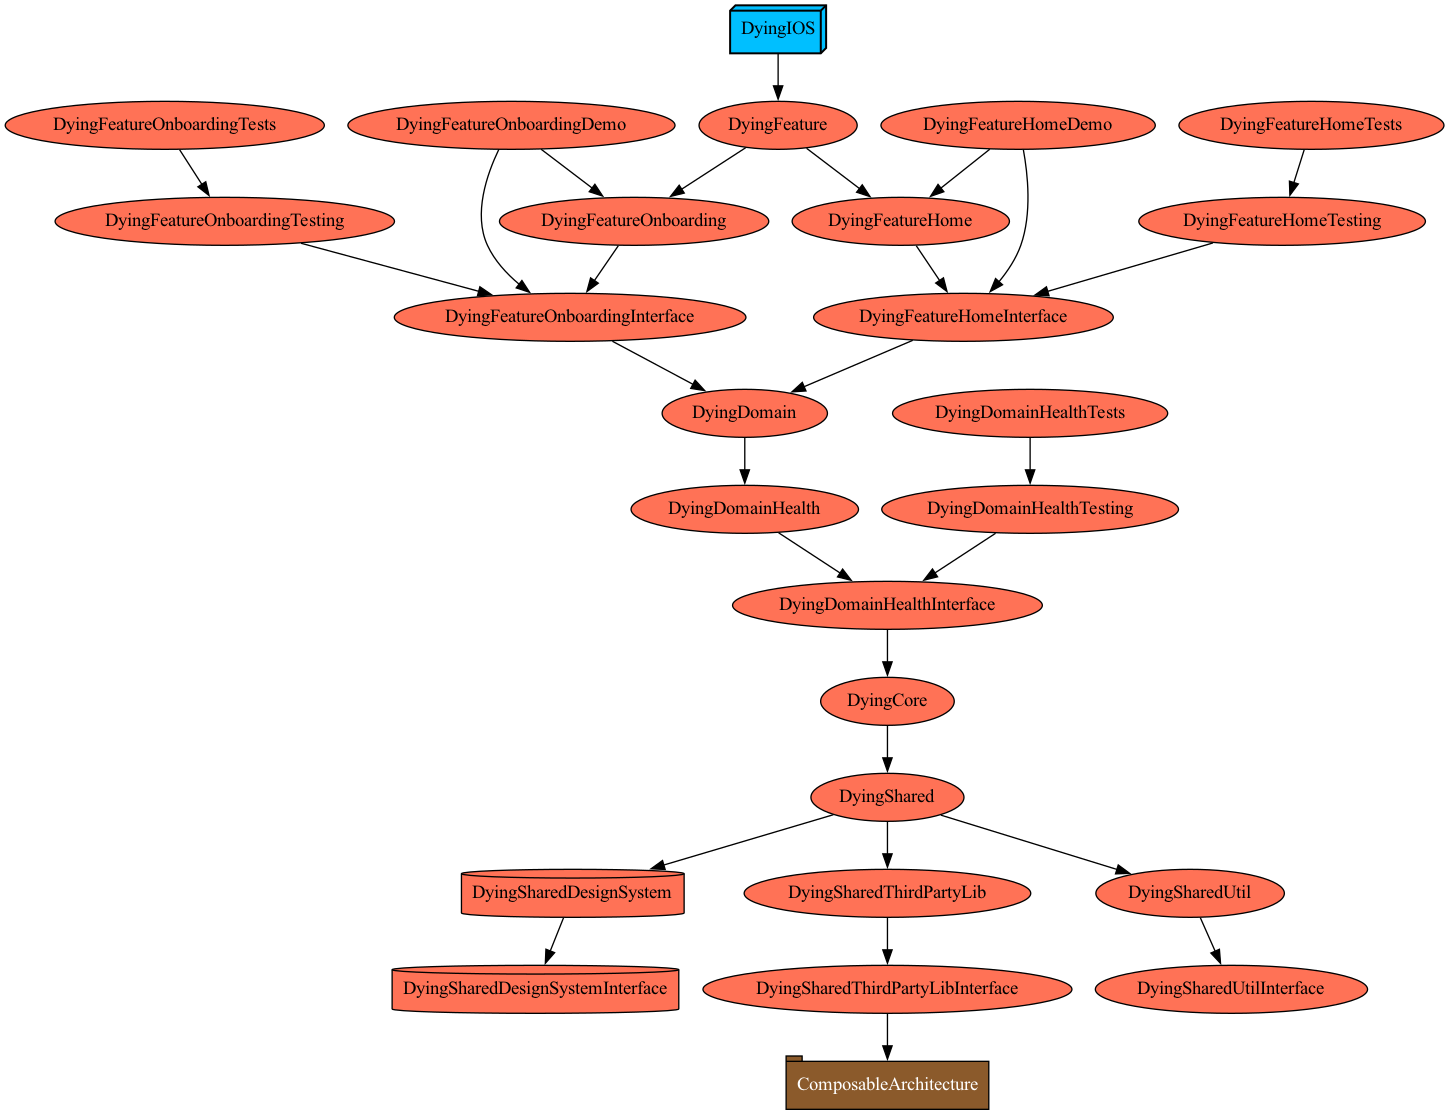 DyingIOS
DyingFeatureOnboardingTests
DyingFeatureOnboardingDemo
DyingFeature
DyingFeatureHomeDemo
DyingFeatureHomeTests
DyingFeatureOnboardingTesting
DyingFeatureOnboarding
DyingFeatureHome
DyingFeatureHomeTesting
DyingFeatureOnboardingInterface
DyingFeatureHomeInterface
DyingDomain
DyingDomainHealthTests
DyingDomainHealth
DyingDomainHealthTesting
DyingDomainHealthInterface
DyingCore
DyingShared
DyingSharedDesignSystem
DyingSharedThirdPartyLib
DyingSharedUtil
DyingSharedDesignSystemInterface
DyingSharedThirdPartyLibInterface
DyingSharedUtilInterface
ComposableArchitecture